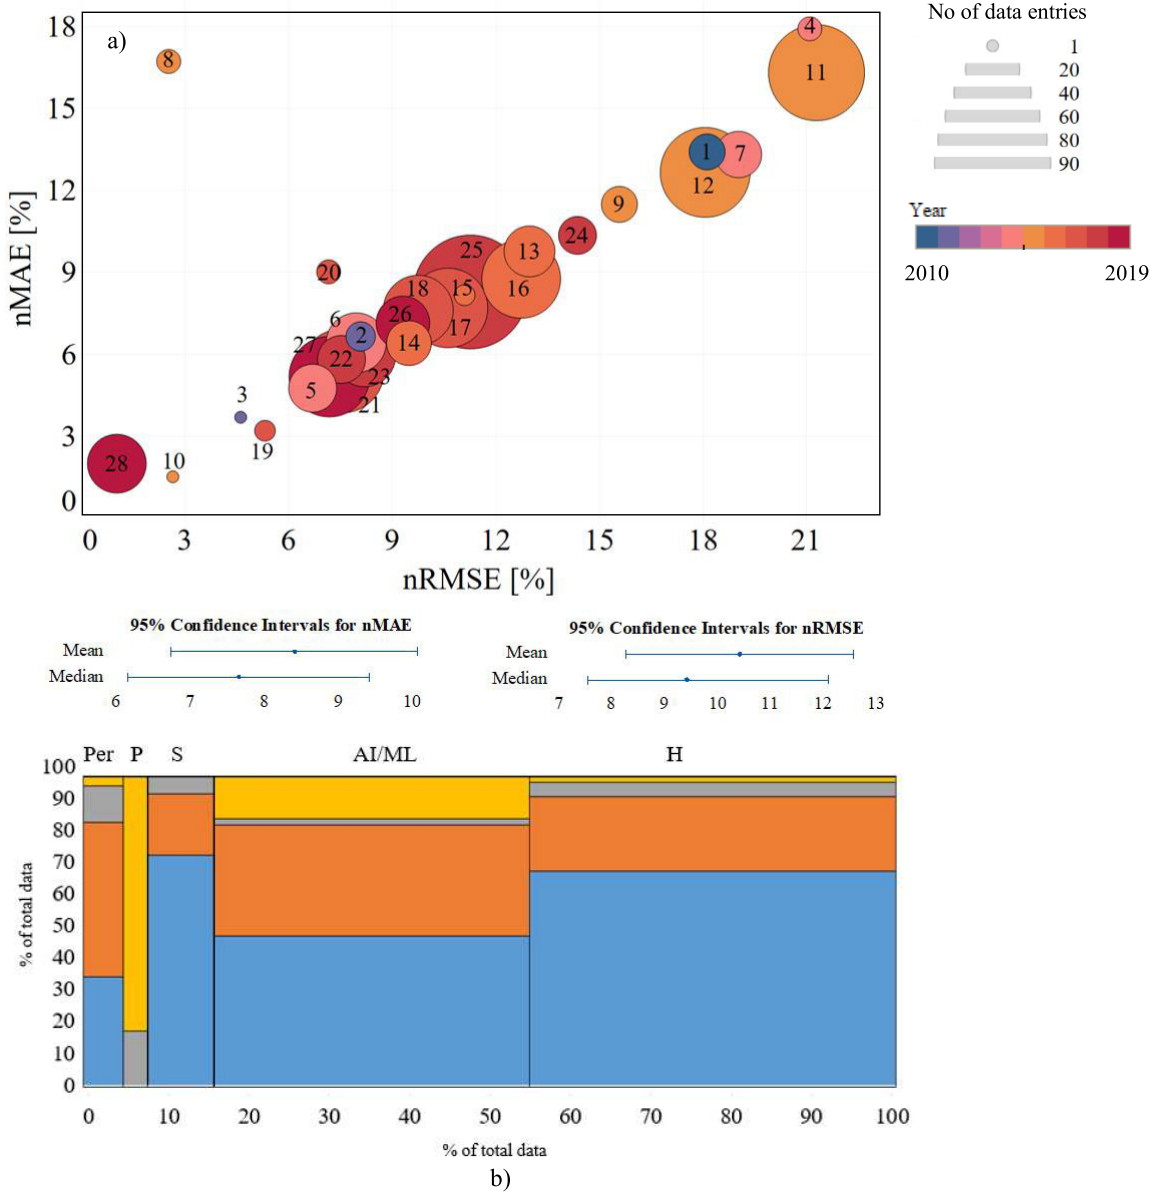 a)
18
15
12
9
6
3
0
nMAE [%]
8
4
11
1
7
12
9
24
25
13
20
18
15
16
26
17
6
2
14
27
22
23
5
21
3
19
28
10
0 3 6 9 12 15 18 21
nRMSE [%]
No of data entries
1
20
40
60
80
90
Year
2010 2019
95% Confidence Intervals for nMAE
Mean
Median
6 7 8 9 10
95% Confidence Intervals for nRMSE
Mean
Median
7 8 9 10 11 12 13
Per P S AI/ML H
100
90
80
70
60
50
40
30
20
10
0
% of total data
0 10 20 30 40 50 60 70 80 90 100
% of total data
b)